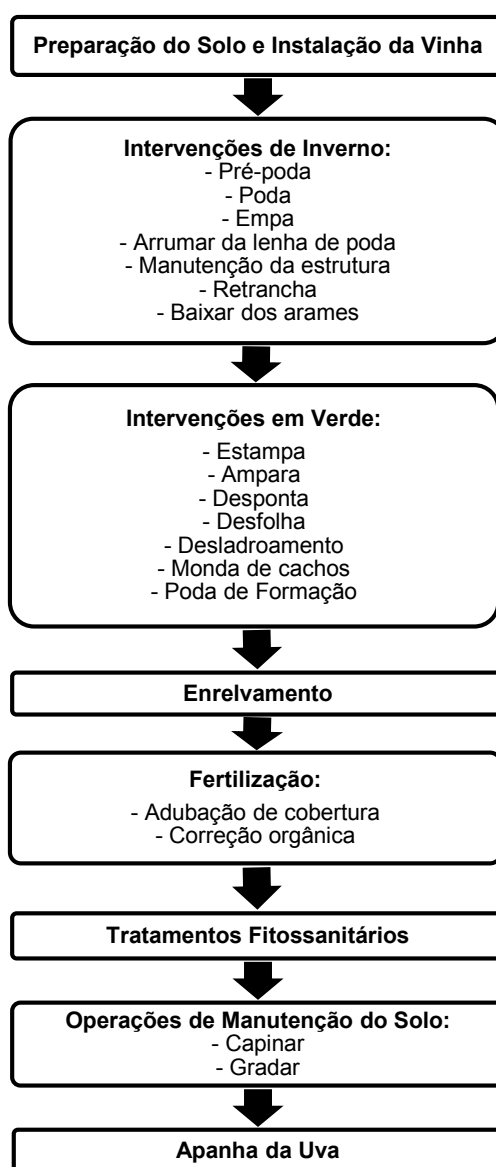 Preparação do Solo e Instalação da Vinha
Intervenções de Inverno:
- Pré-poda
- Poda
- Empa
- Arrumar da lenha de poda
- Manutenção da estrutura
- Retrancha
- Baixar dos arames
Intervenções em Verde:
- Estampa
- Ampara
- Desponta
- Desfolha
- Desladroamento
- Monda de cachos
- Poda de Formação
Enrelvamento
Fertilização:
- Adubação de cobertura
- Correção orgânica
Tratamentos Fitossanitários
Operações de Manutenção do Solo:
- Capinar
- Gradar
Apanha da Uva